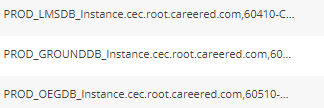 PROD_LMSDB_Instance.cec.root.careered.com,60410-C...
PROD_GROUNDDB_Instance.cec.root.careered.com,60...
PROD_OEGDB_Instance.cec.root.careered.com,60510-...